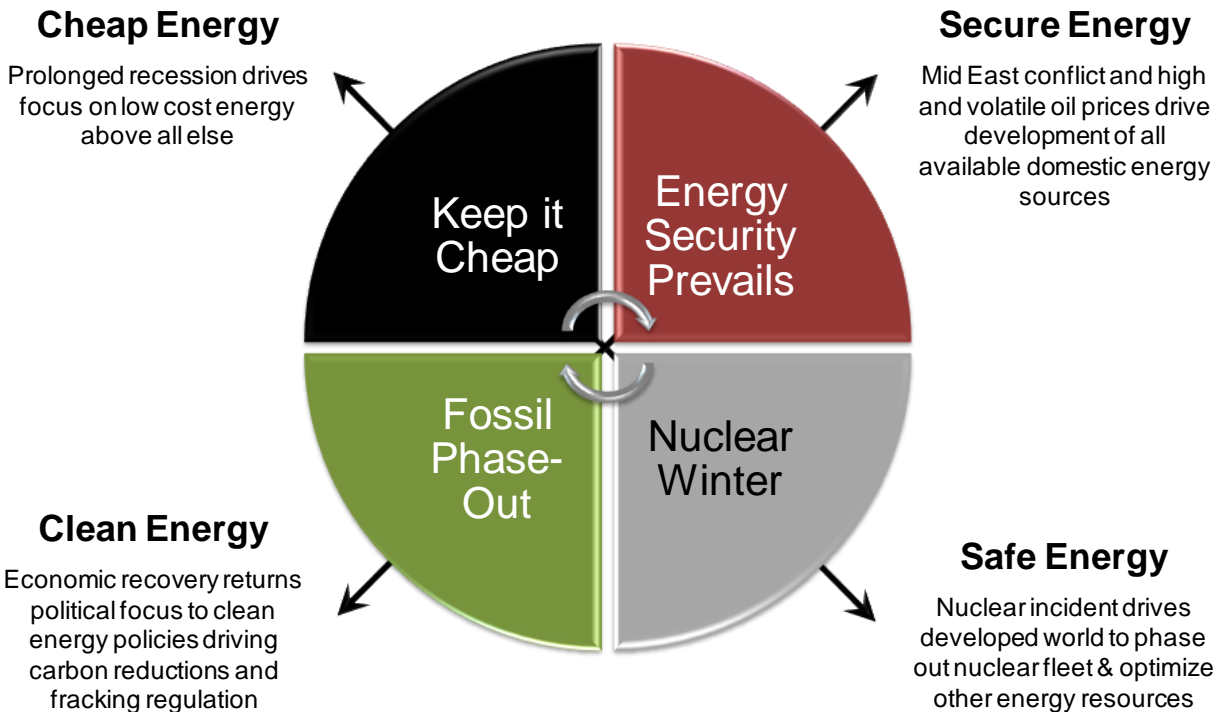 Cheap Energy
Prolonged recession drives
focus on low cost energy
above all else
Secure Energy
Mid East conflict and high
and volatile oil prices drive
development of all
available domestic energy
sources
Keep it
Cheap
Energy
Security
Prevails
Fossil
Phase-
Out
Nuclear
Winter
Clean Energy
Economic recovery returns
political focus to clean
energy policies driving
carbon reductions and
fracking regulation
Safe Energy
Nuclear incident drives
developed world to phase
out nuclear fleet & optimize
other energy resources